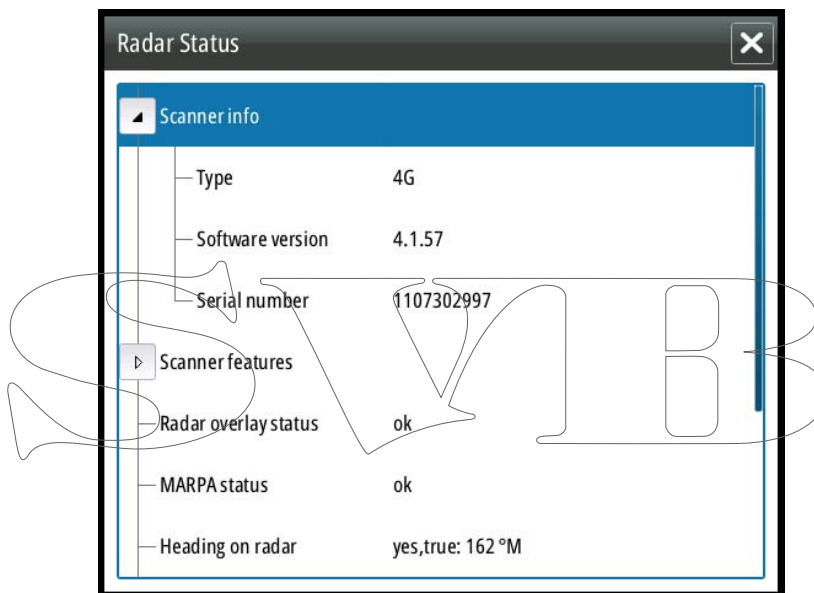 Radar Status
Scanner info
Type 4G
Software version 4.1.57
Serial number 1107302997
Scanner features
Radar overlay status ok
MARPA status ok
Heading on radar yes,true: 162 °M
SVB